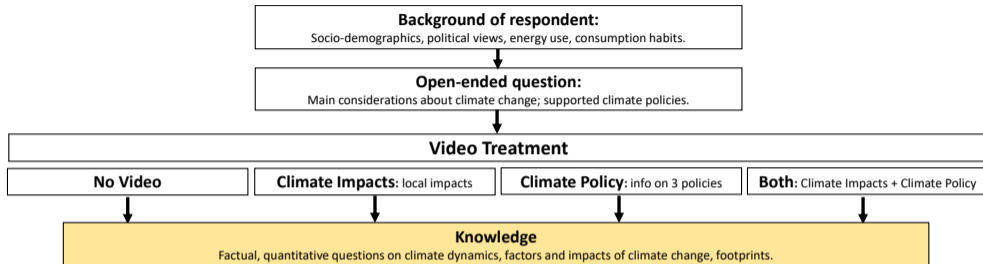 Background of respondent:
Socio-demographics, political views, energy use, consumption habits.
Open-ended question:
Main considerations about climate change; supported climate policies.
Video Treatment
No Video
Climate Impacts: local impacts
Climate Policy: info on 3 policies
Both: Climate Impacts + Climate Policy
Knowledge
Factual, quantitative questions on climate dynamics, factors and impacts of climate change, footprints.